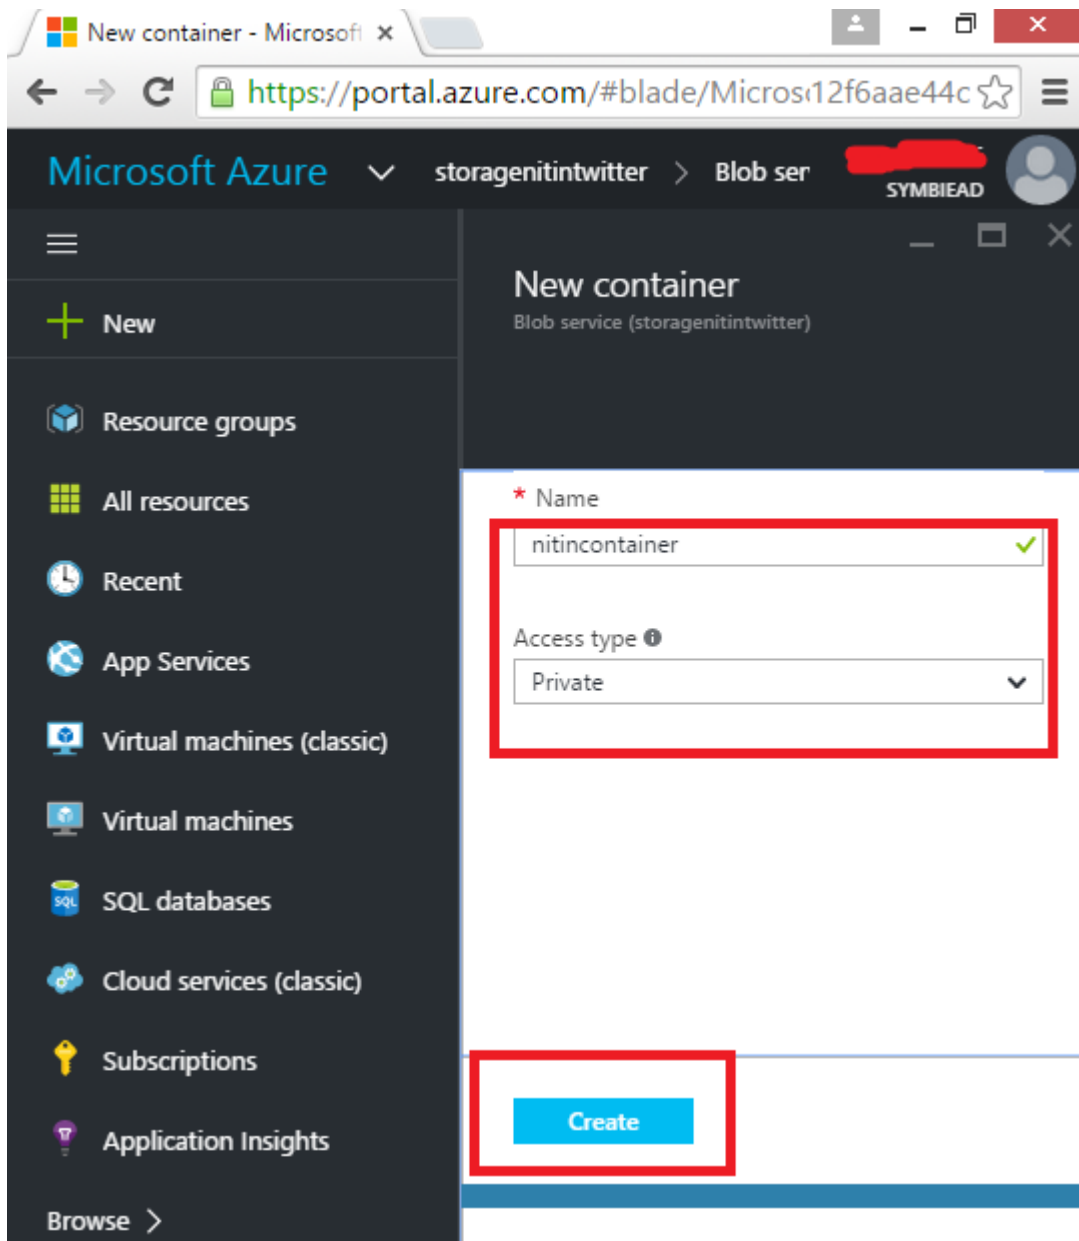 New container - Microsoft
https://portal.azure.com/#blade/Micros12f6aae44c
Microsoft Azure storagenitintwitter > Blob ser
SYMBIEAD
New container
Blob service (storagenitintwitter)
New
Resource groups
All resources
Recent
App Services
Virtual machines (classic)
Virtual machines
SQL databases
Cloud services (classic)
Subscriptions
Application Insights
Browse >
* Name
nitincontainer
Access type
Private
Create